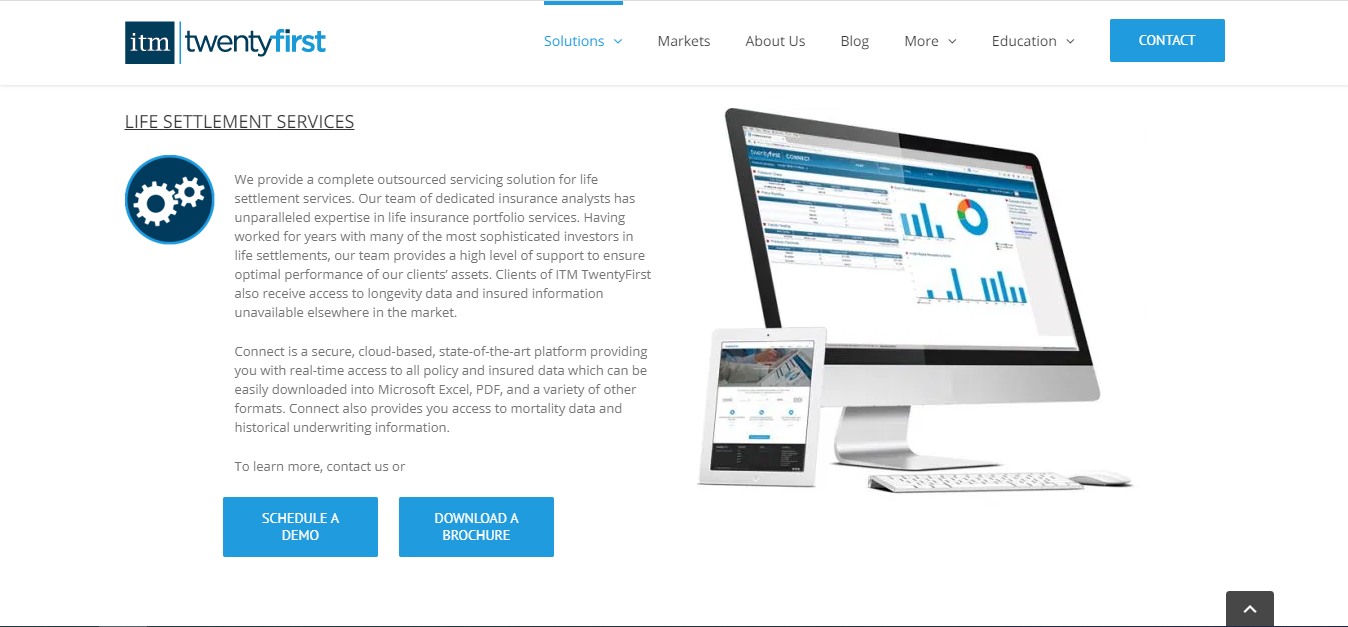 itm twentyfirst
Solutions
Markets
About Us
Blog
More
Education
CONTACT
LIFE SETTLEMENT SERVICES
We provide a complete outsourced servicing solution for life
settlement services. Our team of dedicated insurance analysts has
unparalleled expertise in life insurance portfolio services. Having
worked for years with many of the most sophisticated investors in
life settlements, our team provides a high level of support to ensure
optimal performance of our clients’ assets. Clients of ITM TwentyFirst
also receive access to longevity data and insured information
unavailable elsewhere in the market.
Connect is a secure, cloud-based, state-of-the-art platform providing
you with real-time access to all policy and insured data which can be
easily downloaded into Microsoft Excel, PDF, and a variety of other
formats. Connect also provides you access to mortality data and
historical underwriting information.
To learn more, contact us or
SCHEDULE A
DEMO
DOWNLOAD A
BROCHURE
twentyfirst CONNECT